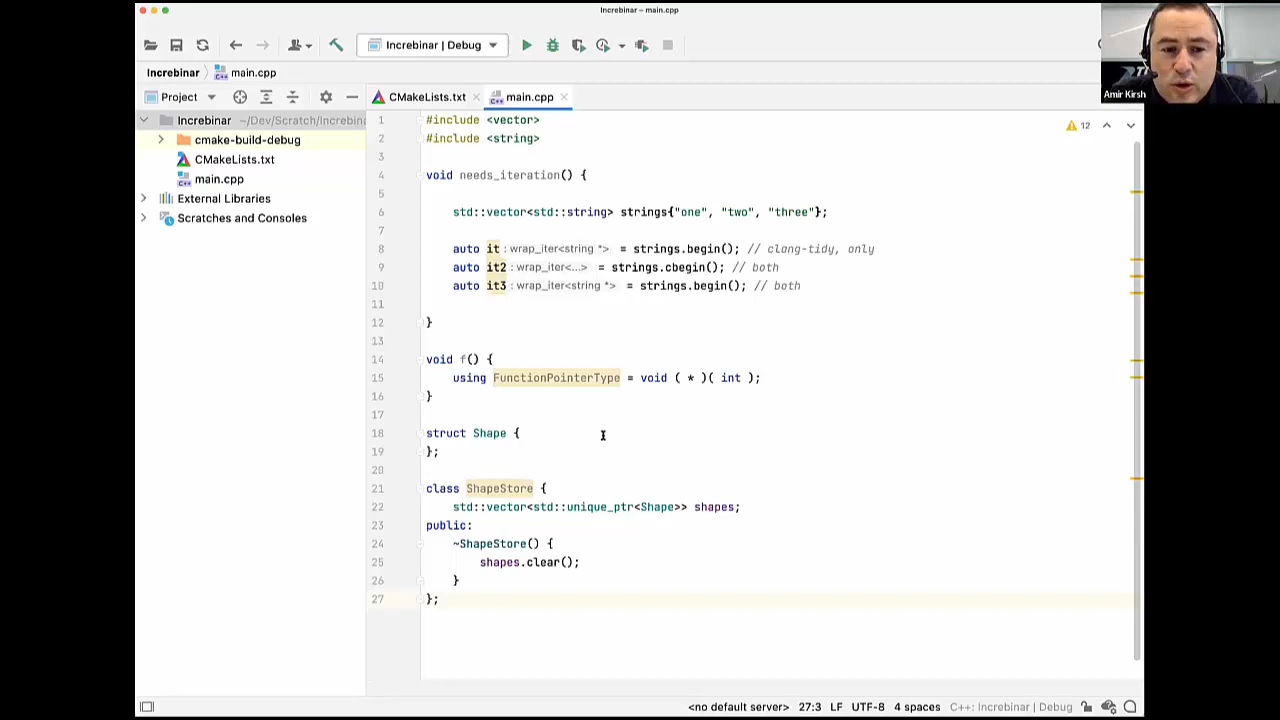 Increbinar – main.cpp
Increbinar | Debug
Amir Kirsh
Increbinar main.cpp
Project
CMakeLists.txt
main.cpp
Increbinar ~/Dev/Scratch/Increbin
cmake-build-debug
CMakeLists.txt
main.cpp
External Libraries
Scratches and Consoles
12
1 #include <vector>
2 #include <string>
3
4 void needs_iteration() {
5
6 std::vector<std::string> strings{"one", "two", "three"};
7
8 auto it : wrap_iter<string *> = strings.begin(); // clang-tidy, only
9 auto it2 : wrap_iter<...> = strings.cbegin(); // both
10 auto it3 : wrap_iter<string *> = strings.begin(); // both
11
12 }
13
14 void f() {
15 using FunctionPointerType = void ( * )( int );
16 }
17
18 struct Shape {
19 };
20
21 class ShapeStore {
22 std::vector<std::unique_ptr<Shape>> shapes;
23 public:
24 ~ShapeStore() {
25 shapes.clear();
26 }
27 };
<no default server> 27:3 LF UTF-8 4 spaces C++: Increbinar | Debug